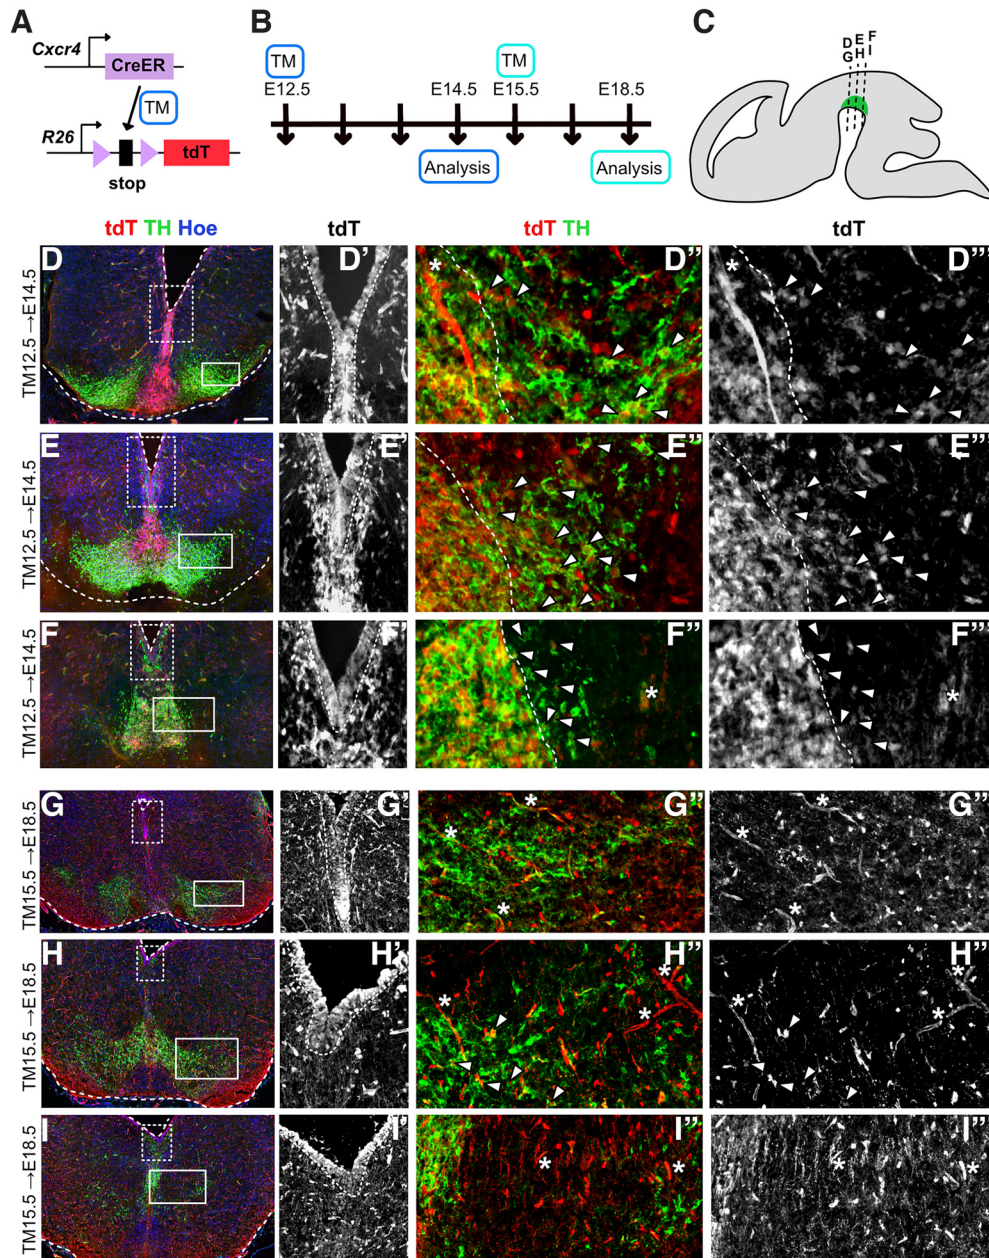 A
Cxcr4
CreER
TM
R26
tdT
stop
B
TM
TM
E12.5
E14.5
E15.5
E18.5
Analysis
Analysis
C
D E F
G H I
tdT TH Hoe
tdT
tdT TH
tdT
TM12.5 →E14.5
D
D'
*
D''
*
D'''
TM12.5 →E14.5
E
E'
E''
E'''
TM12.5 →E14.5
F
F'
F''
*
F'''
*
TM15.5 →E18.5
G
G'
* * *
G''
* * *
G'''
TM15.5 →E18.5
H
H'
* * *
H''
* * *
H'''
TM15.5 →E18.5
I
I'
* *
I''
* *
I'''